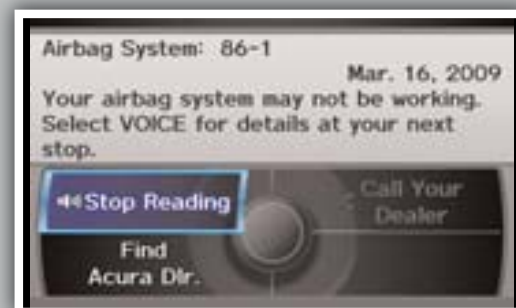 Airbag System: 86-1
Mar. 16, 2009
Your airbag system may not be working.
Select VOICE for details at your next
stop.
Stop Reading
Call Your
Dealer
Find
Acura Dlr.